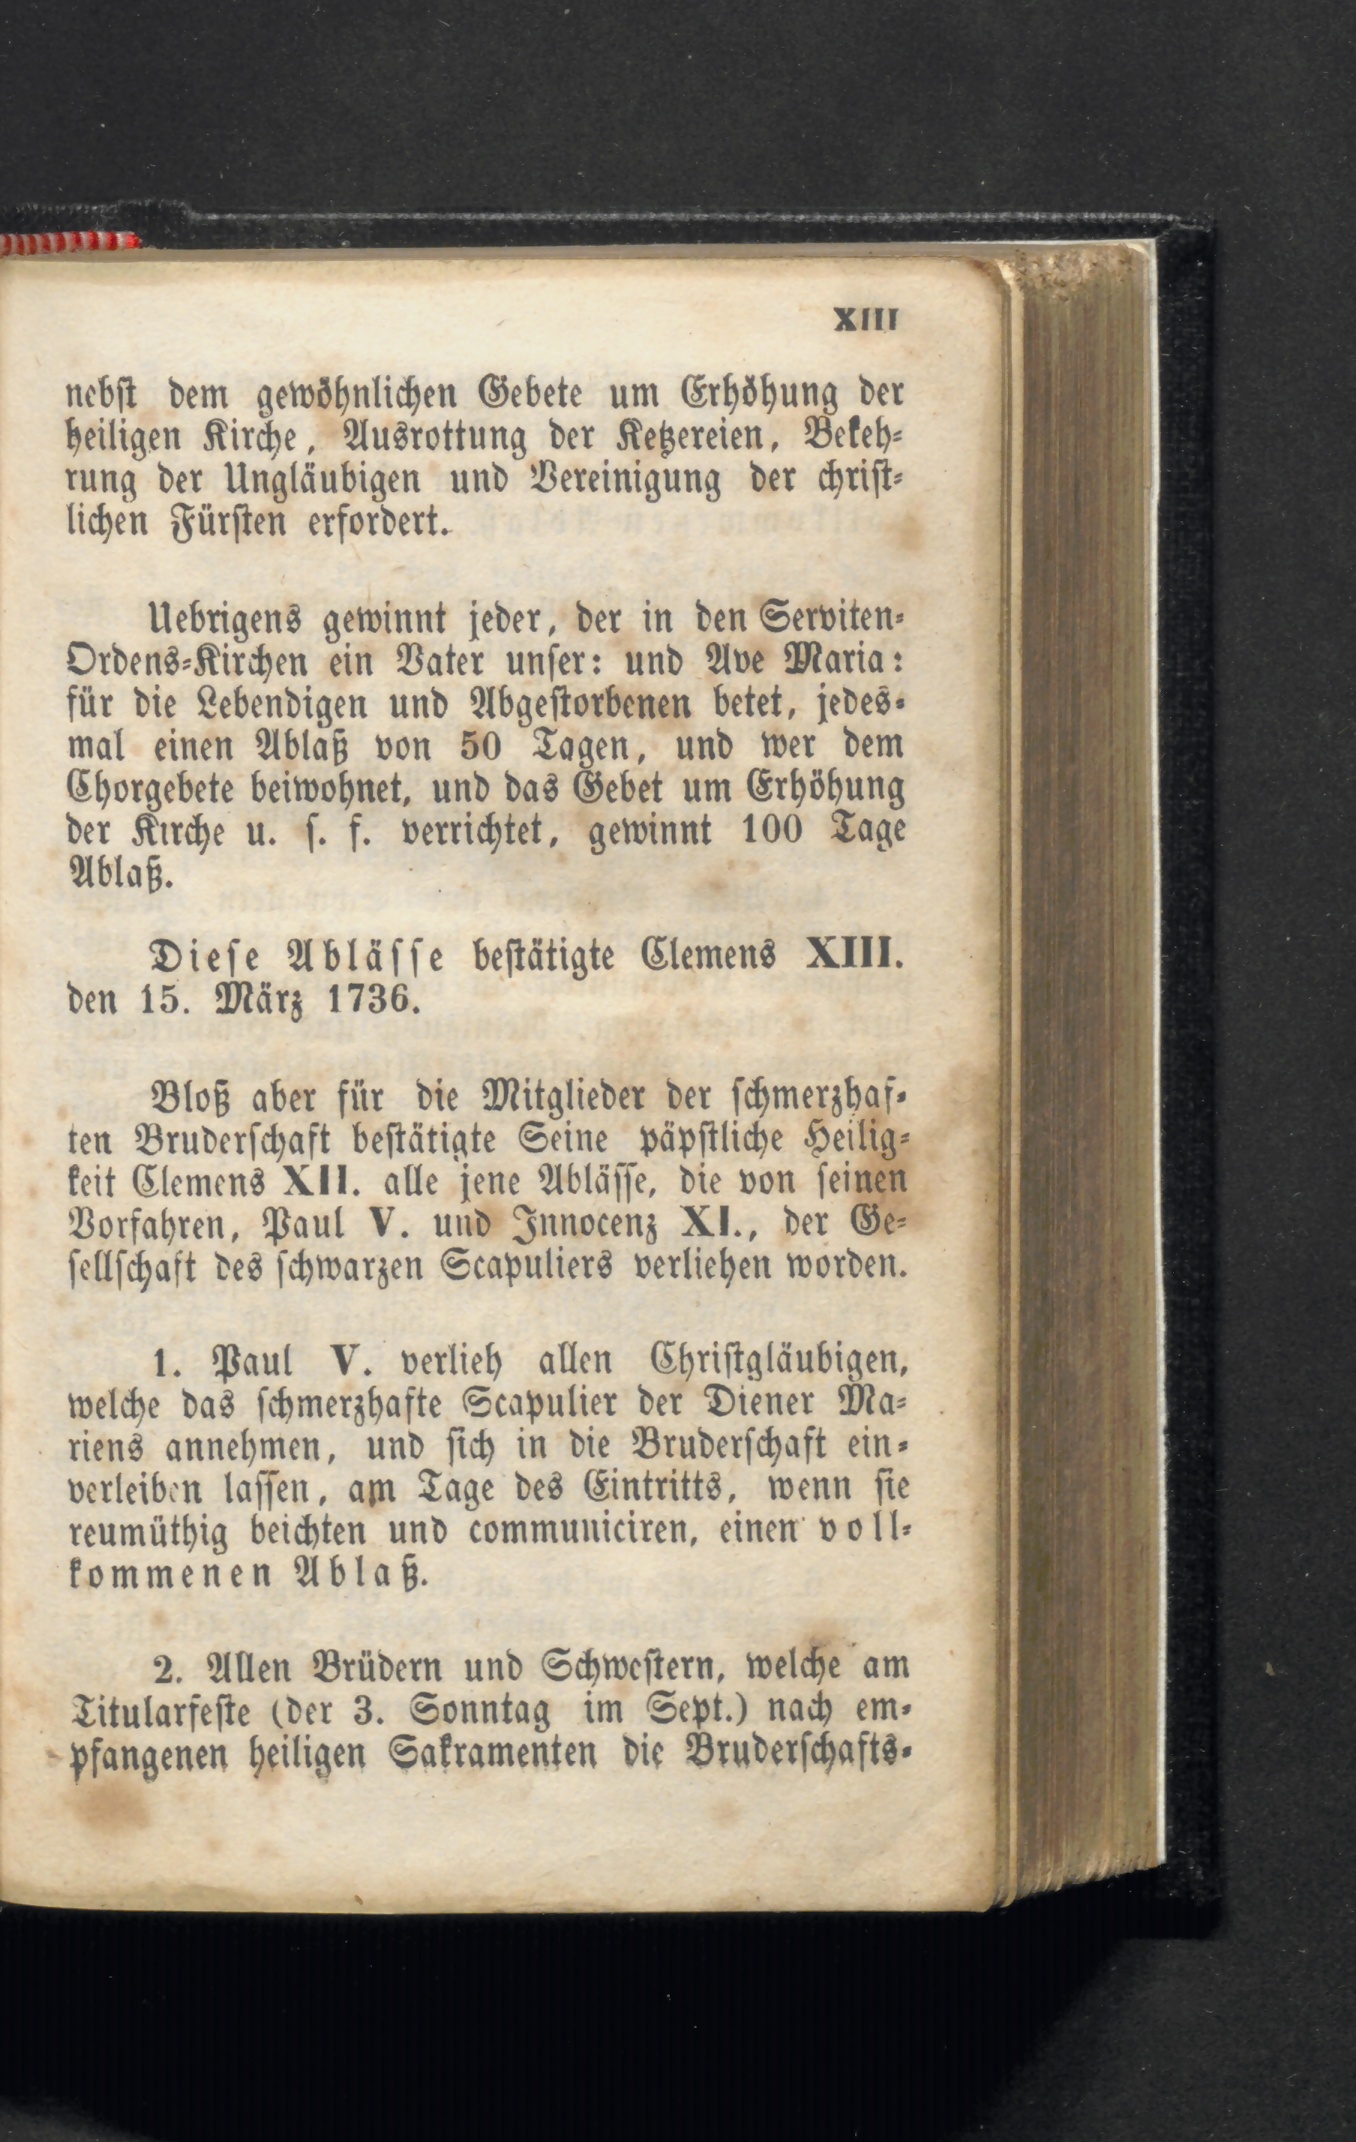 XIII
nebst dem gewöhnlichen Gebete um Erhöhung der
heiligen Kirche, Ausrottung der Ketzereien, Bekeh-
rung der Ungläubigen und Vereinigung der christ-
lichen Fürsten erfordert.
Uebrigens gewinnt jeder, der in den Serviten-
Ordens-Kirchen ein Vater unser: und Ave Maria:
für die Lebendigen und Abgestorbenen betet, jedes-
mal einen Ablaß von 50 Tagen, und wer dem
Chorgebete beiwohnet, und das Gebet um Erhöhung
der Kirche u. s. f. verrichtet, gewinnt 100 Tage
Ablaß.
Diese Ablässe bestätigte Clemens XIII.
den 15. März 1736.
Bloß aber für die Mitglieder der schmerzhaf-
ten Bruderschaft bestätigte Seine päpstliche Heilig-
keit Clemens XII. alle jene Ablässe, die von seinen
Vorfahren, Paul V. und Innocenz XI., der Ge-
sellschaft des schwarzen Scapuliers verliehen worden.
1. Paul V. verlieh allen Christgläubigen,
welche das schmerzhafte Scapulier der Diener Ma-
riens annehmen, und sich in die Bruderschaft ein-
verleiben lassen, am Tage des Eintritts, wenn sie
reumüthig beichten und communiciren, einen voll-
kommenen Ablaß.
2. Allen Brüdern und Schwestern, welche am
Titularfeste (der 3. Sonntag im Sept.) nach em-
pfangenen heiligen Sakramenten die Bruderschafts-